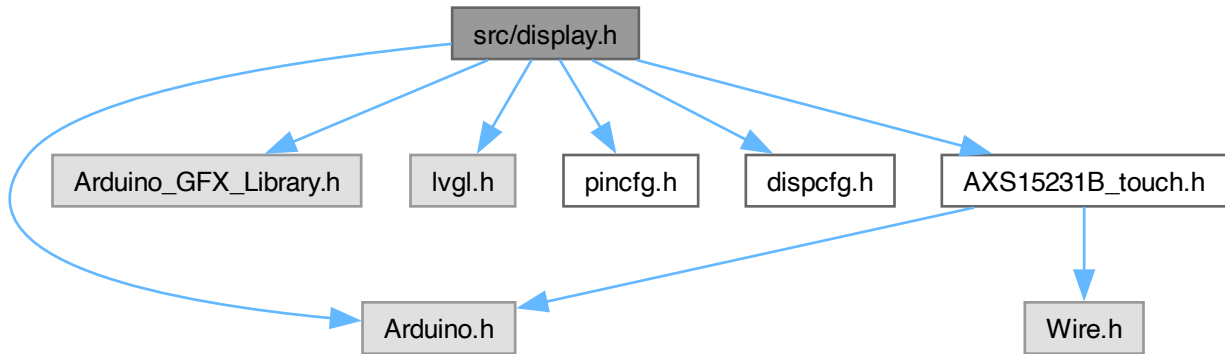 src/display.h
Arduino_GFX_Library.h
lvgl.h
pincfg.h
dispcfg.h
AXS15231B_touch.h
Arduino.h
Wire.h